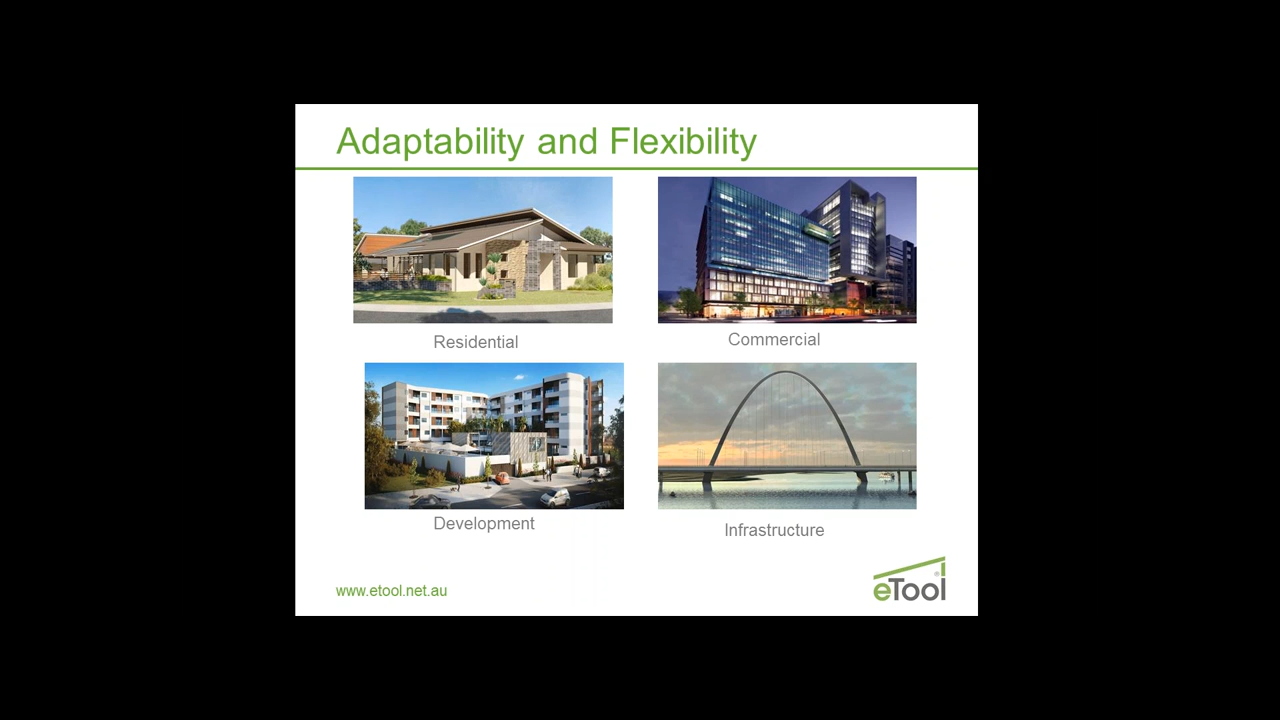 Adaptability and Flexibility
Residential
Commercial
Development
Infrastructure
www.etool.net.au
eTool®